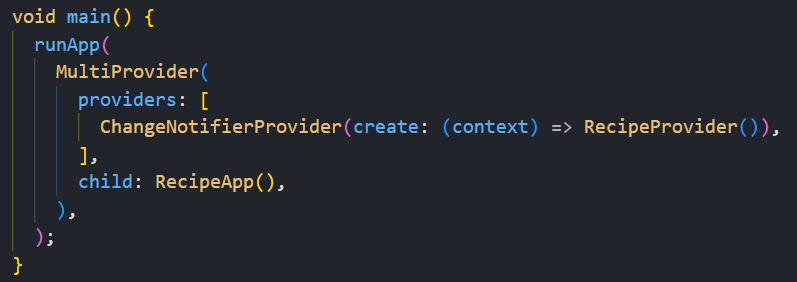 void main() {
  runApp(
    MultiProvider(
      providers: [
        ChangeNotifierProvider(create: (context) => RecipeProvider()),
      ],
      child: RecipeApp(),
    ),
  );
}